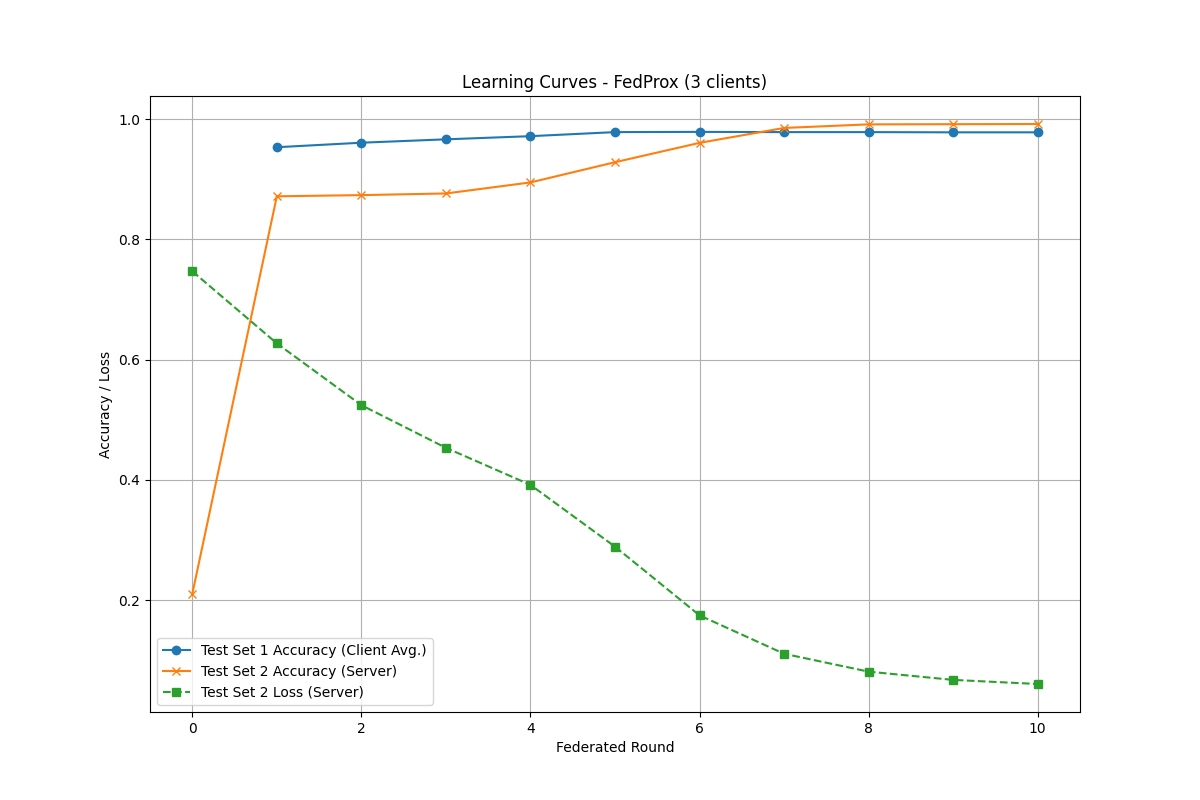 Learning Curves - FedProx (3 clients)
Accuracy / Loss
1.0
0.8
0.6
0.4
0.2
Test Set 1 Accuracy (Client Avg.)
Test Set 2 Accuracy (Server)
Test Set 2 Loss (Server)
0 2 4 6 8 10
Federated Round